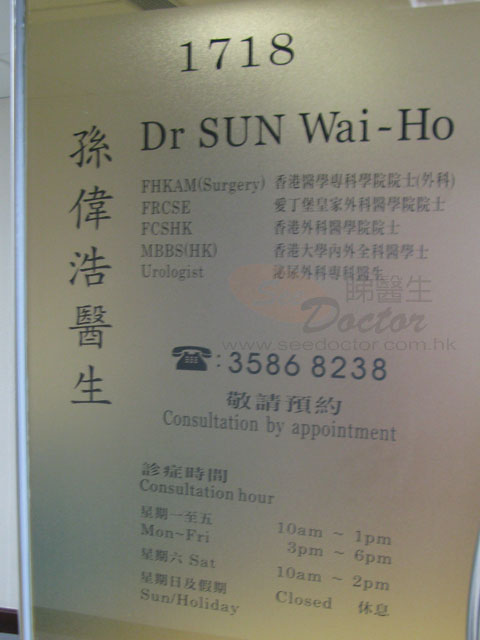 1718
孫偉浩醫生
Dr SUN Wai-Ho
FHKAM(Surgery) 香港醫學專科學院院士(外科)
FRCSE 愛丁堡皇家外科醫學院院士
FCSHK 香港外科醫學院院士
MBBS(HK) 香港大學內外全科醫學士
Urologist 泌尿外科專科醫生
睇醫生
See Doctor
www.seedoctor.com.hk
☎:3586 8238
敬請預約
Consultation by appointment
診症時間
Consultation hour
星期一至五
Mon~Fri 10am ~ 1pm
3pm ~ 6pm
星期六 Sat 10am ~ 2pm
星期日及假期
Sun/Holiday Closed 休息